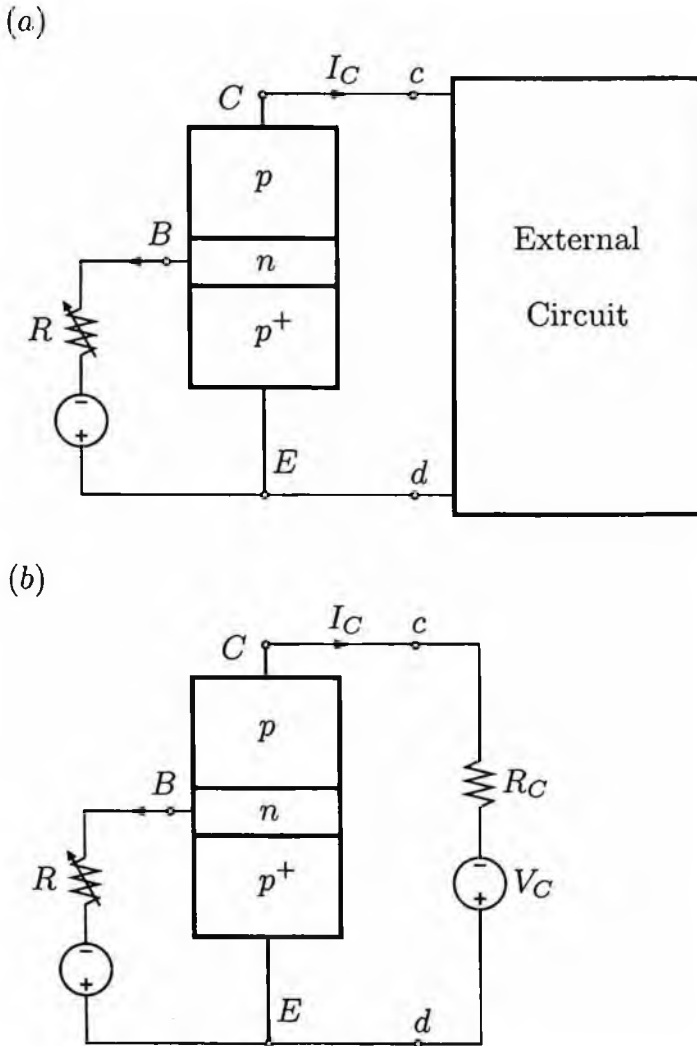 (a)
I_C
c
C
p
B
n
External
R
p^+
Circuit
-
+
E
d
(b)
I_C
c
C
p
B
R_C
n
R
p^+
-
V_C
+
-
+
E
d